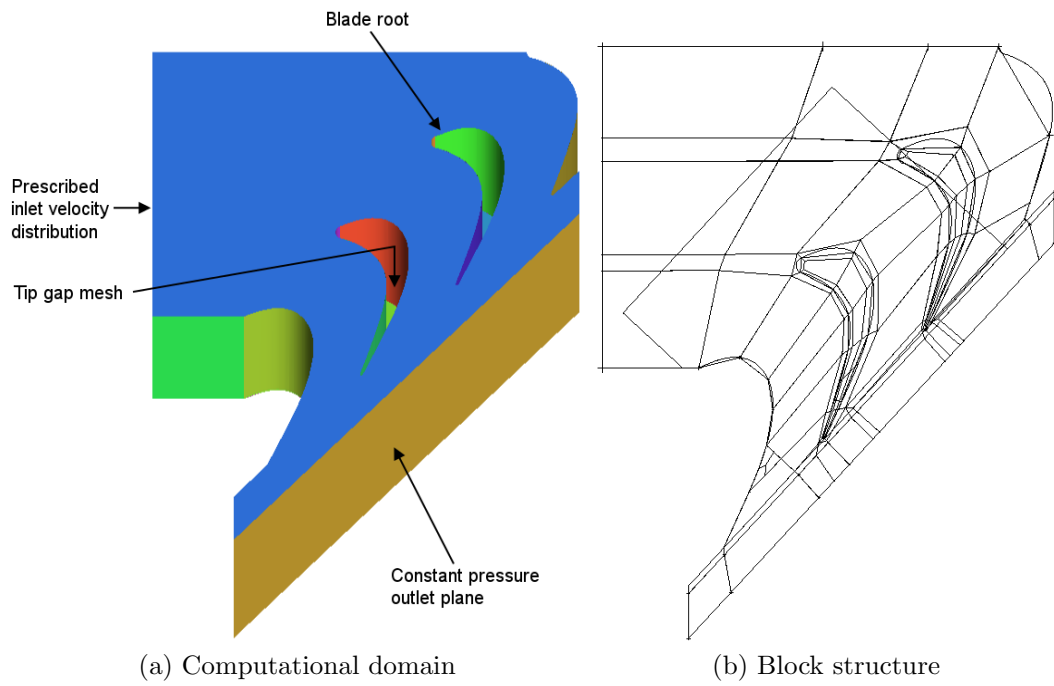 Blade root
Prescribed
inlet velocity
distribution
Tip gap mesh
Constant pressure
outlet plane
(a) Computational domain
(b) Block structure